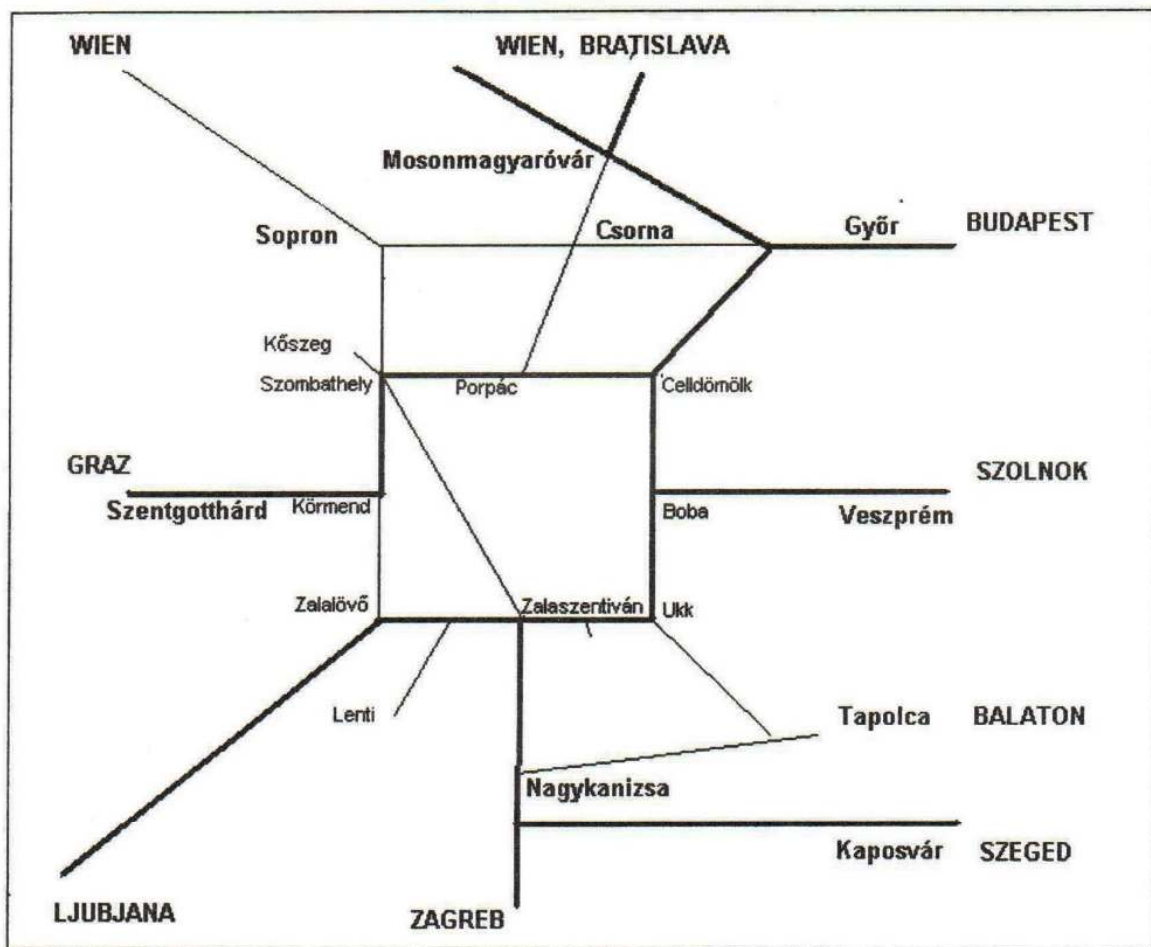 WIEN
WIEN, BRATISLAVA
Mosonmagyaróvár
Sopron
Csorna
Győr
BUDAPEST
Kőszeg
Szombathely
Porpác
Celldömölk
GRAZ
SZOLNOK
Szentgotthárd
Körmend
Boba
Veszprém
Zalalövő
Zalaszentiván
Ukk
Lenti
Tapolca
BALATON
Nagykanizsa
Kaposvár
SZEGED
LJUBJANA
ZAGREB